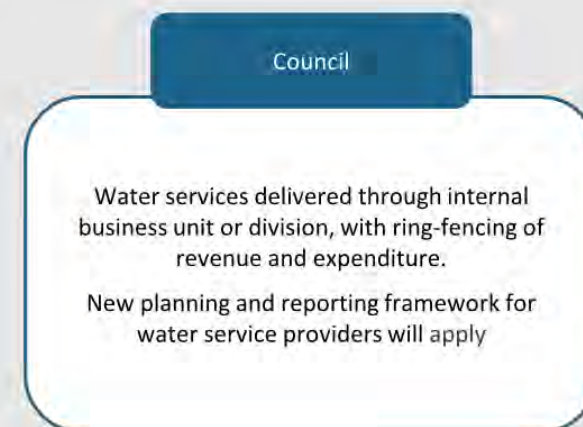 Council
Water services delivered through internal
business unit or division, with ring-fencing of
revenue and expenditure.
New planning and reporting framework for
water service providers will apply